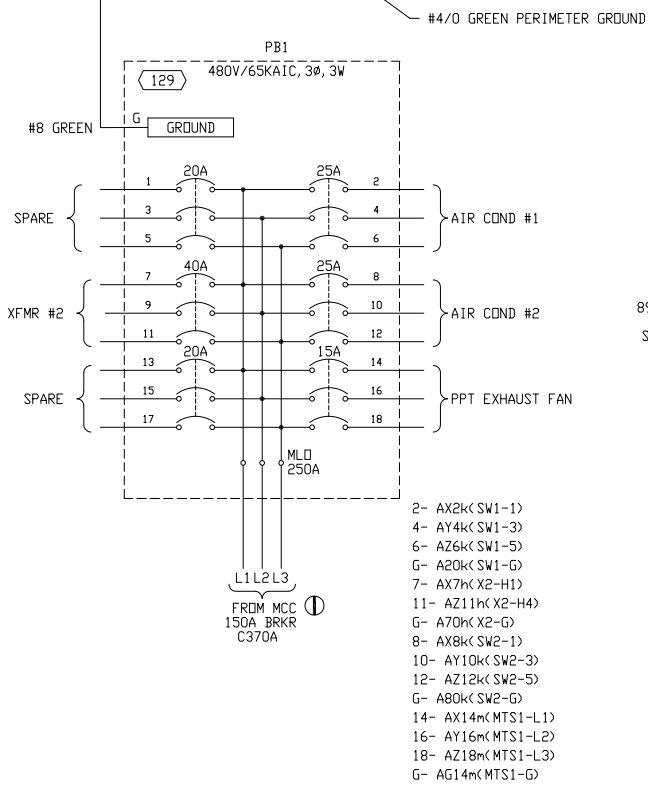 #4/0 GREEN PERIMETER GROUND
PB1
480V/65KAIC, 3Ø, 3W
129
#8 GREEN
G
GROUND
20A 25A
1 2
SPARE 3 4 AIR COND #1
5 6
40A 25A
7 8
XFMR #2 9 10 AIR COND #2
11 12
20A 15A
13 14
SPARE 15 16 PPT EXHAUST FAN
17 18
89
S
MLO
250A
L1 L2 L3
FROM MCC
150A BRKR
C370A
2- AX2k(SW1-1)
4- AY4k(SW1-3)
6- AZ6k(SW1-5)
G- A20k(SW1-G)
7- AX7h(X2-H1)
11- AZ11h(X2-H4)
G- A70h(X2-G)
8- AX8k(SW2-1)
10- AY10k(SW2-3)
12- AZ12k(SW2-5)
G- A80k(SW2-G)
14- AX14m(MTS1-L1)
16- AY16m(MTS1-L2)
18- AZ18m(MTS1-L3)
G- AG14m(MTS1-G)